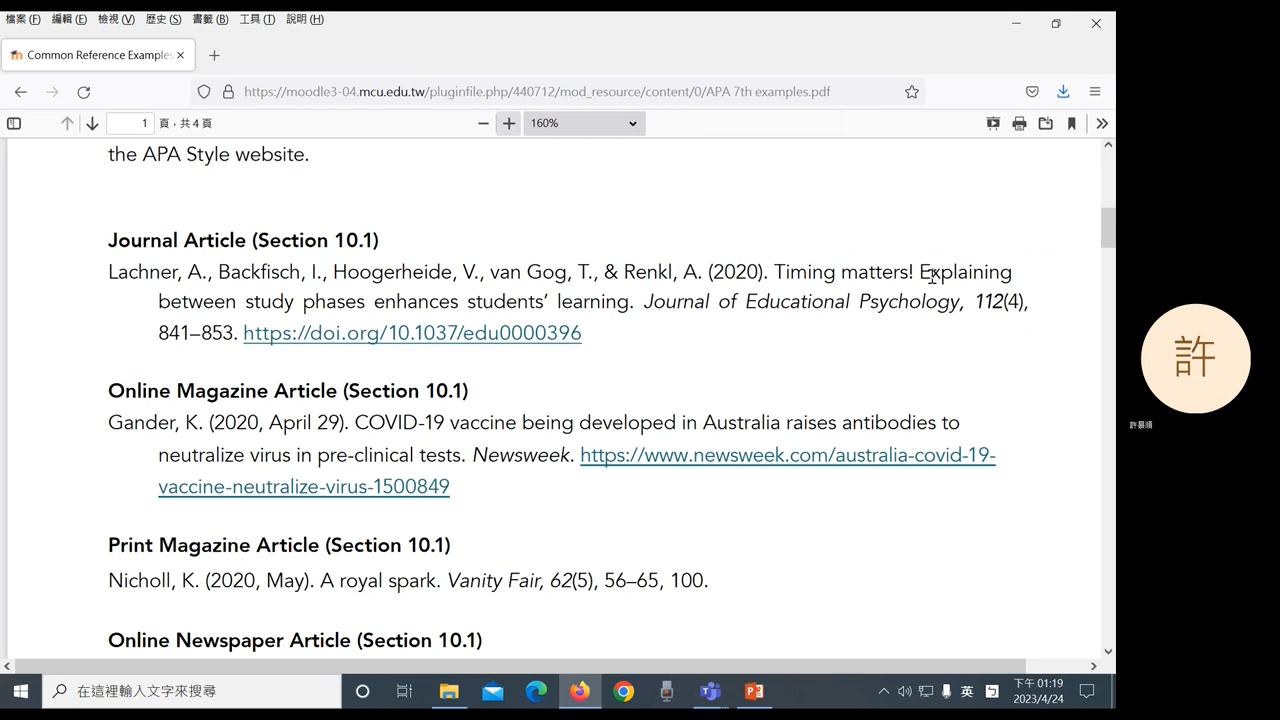 檔案 (F) 編輯 (E) 檢視 (V) 歷史 (S) 書籤 (B) 工具 (T) 說明 (H)
Common Reference Examples
https://moodle3-04.mcu.edu.tw/pluginfile.php/440712/mod_resource/content/0/APA 7th examples.pdf
1 頁，共 4 頁 160%
the APA Style website.
Journal Article (Section 10.1)
Lachner, A., Backfisch, I., Hoogerheide, V., van Gog, T., & Renkl, A. (2020). Timing matters! Explaining
between study phases enhances students’ learning. Journal of Educational Psychology, 112(4),
841–853. https://doi.org/10.1037/edu0000396
Online Magazine Article (Section 10.1)
Gander, K. (2020, April 29). COVID-19 vaccine being developed in Australia raises antibodies to
neutralize virus in pre-clinical tests. Newsweek. https://www.newsweek.com/australia-covid-19-
vaccine-neutralize-virus-1500849
Print Magazine Article (Section 10.1)
Nicholl, K. (2020, May). A royal spark. Vanity Fair, 62(5), 56–65, 100.
Online Newspaper Article (Section 10.1)
許
許景順
在這裡輸入文字來搜尋
英
下午 01:19
2023/4/24